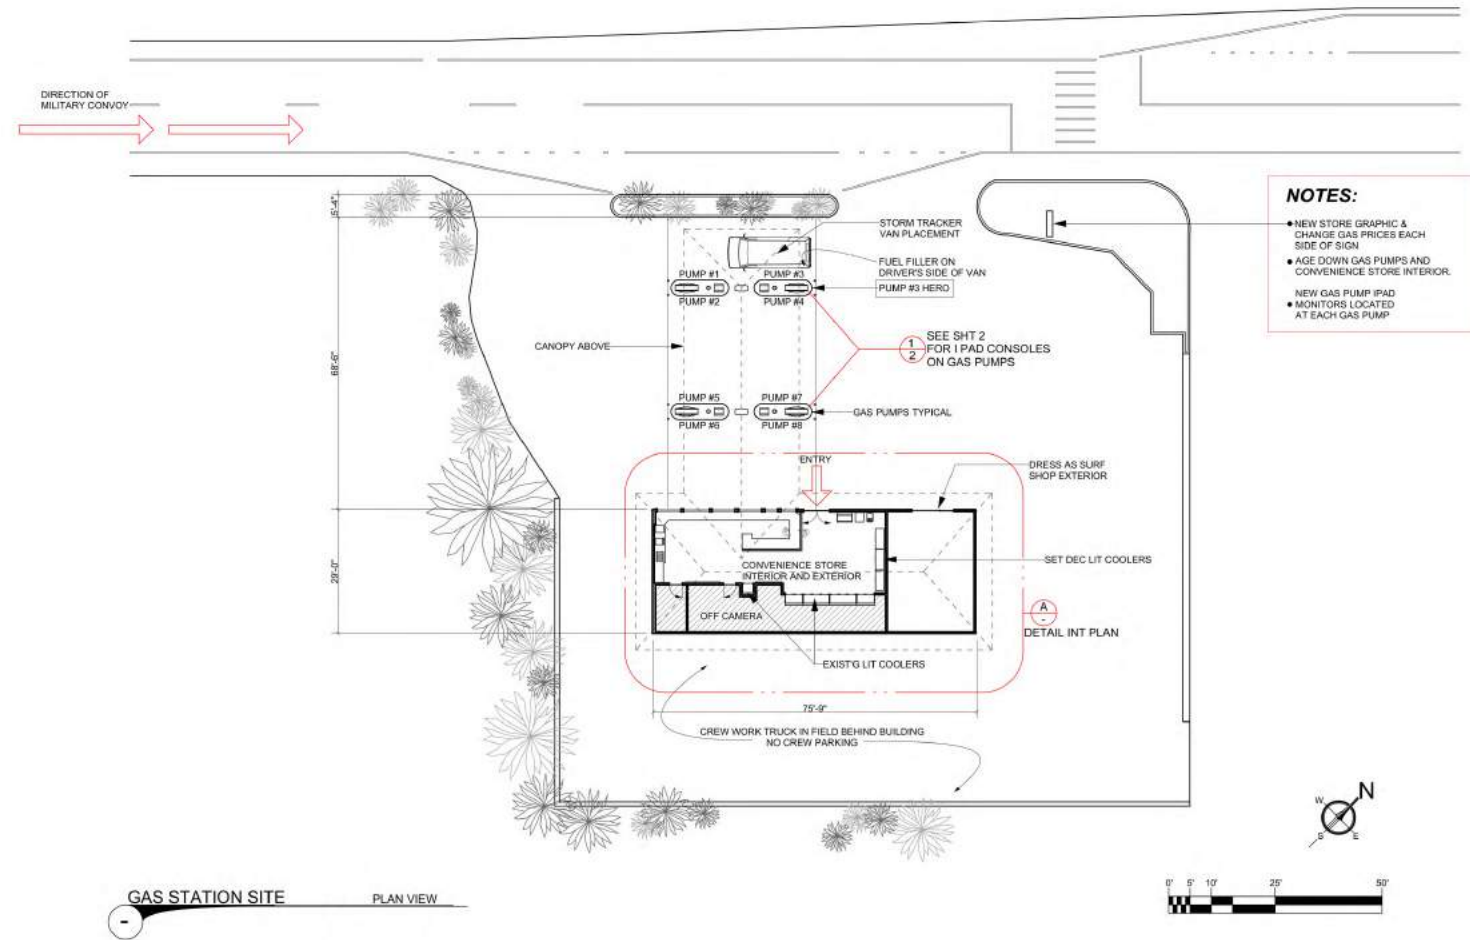 DIRECTION OF
MILITARY CONVOY
5'-4"
68'-6"
29'-0"
STORM TRACKER
VAN PLACEMENT
FUEL FILLER ON
DRIVER'S SIDE OF VAN
PUMP #3 HERO
PUMP #1
PUMP #3
PUMP #2
PUMP #4
CANOPY ABOVE
1
2
SEE SHT 2
FOR I PAD CONSOLES
ON GAS PUMPS
PUMP #5
PUMP #7
PUMP #6
PUMP #8
GAS PUMPS TYPICAL
NOTES:
NEW STORE GRAPHIC &
CHANGE GAS PRICES EACH
SIDE OF SIGN
AGE DOWN GAS PUMPS AND
CONVENIENCE STORE INTERIOR.
NEW GAS PUMP IPAD
MONITORS LOCATED
AT EACH GAS PUMP
ENTRY
DRESS AS SURF
SHOP EXTERIOR
SET DEC LIT COOLERS
CONVENIENCE STORE
INTERIOR AND EXTERIOR
OFF CAMERA
A
-
DETAIL INT PLAN
EXIST'G LIT COOLERS
75'-9"
CREW WORK TRUCK IN FIELD BEHIND BUILDING
NO CREW PARKING
N
W
S
E
0' 5' 10' 25' 50'
GAS STATION SITE
PLAN VIEW
-